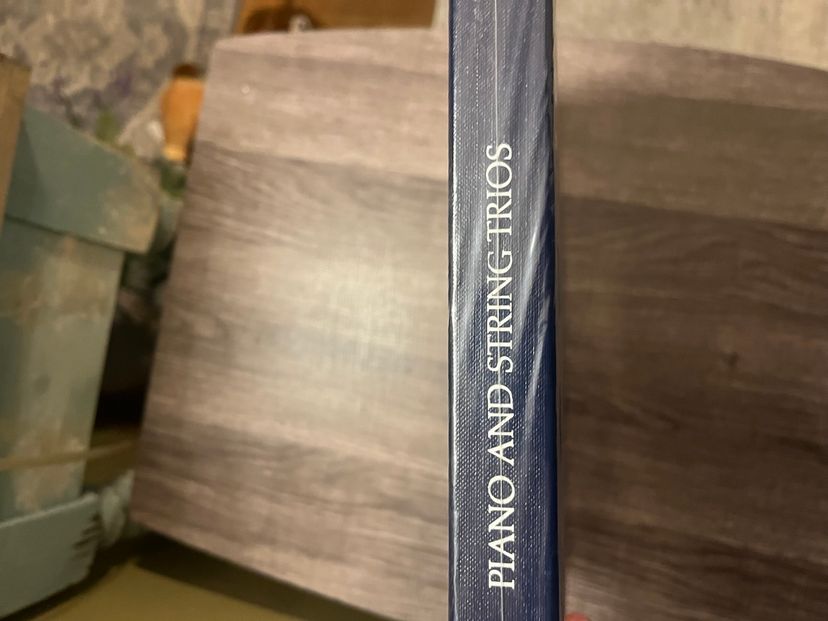 PIANO AND STRING TRIOS